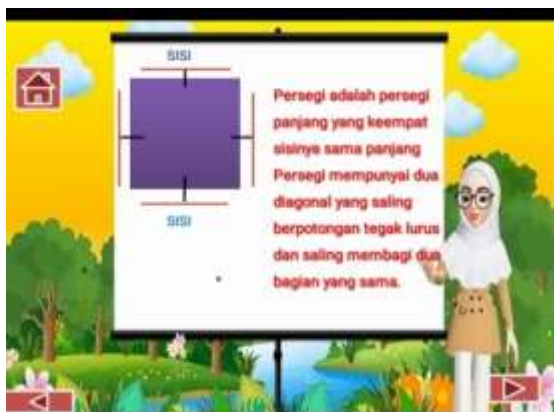 SISI
Persegi adalah persegi
panjang yang keempat
sisinya sama panjang
Persegi mempunyai dua
diagonal yang saling
berpotongan tegak lurus
dan saling membagi dua
bagian yang sama.
SISI